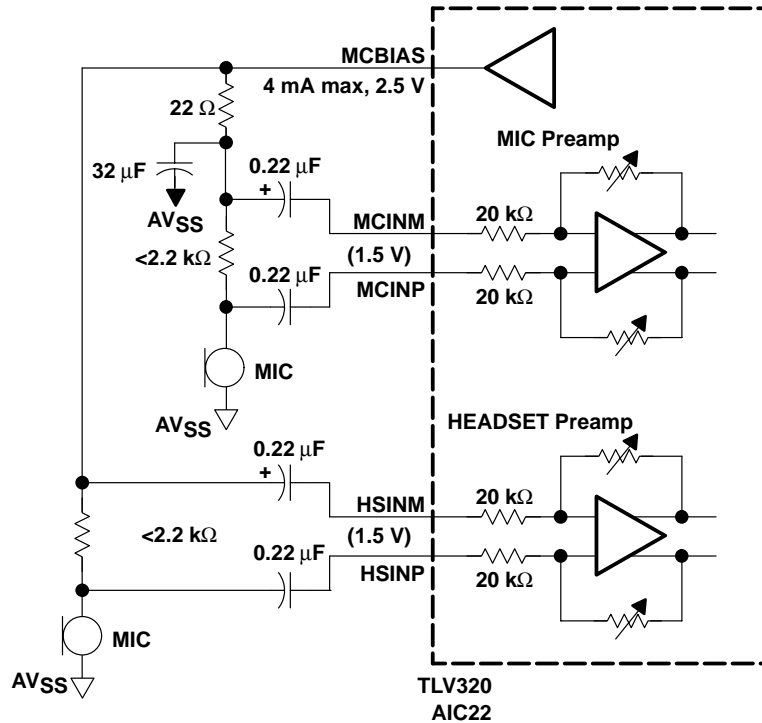 MCBIAS
4 mA max, 2.5 V
22 Ω
MIC Preamp
0.22 μF
32 μF
+
AVSS
MCINM
20 kΩ
<2.2 kΩ
(1.5 V)
0.22 μF
MCINP
20 kΩ
MIC
AVSS
HEADSET Preamp
0.22 μF
+
HSINM
20 kΩ
<2.2 kΩ
(1.5 V)
0.22 μF
HSINP
20 kΩ
MIC
AVSS
TLV320
AIC22